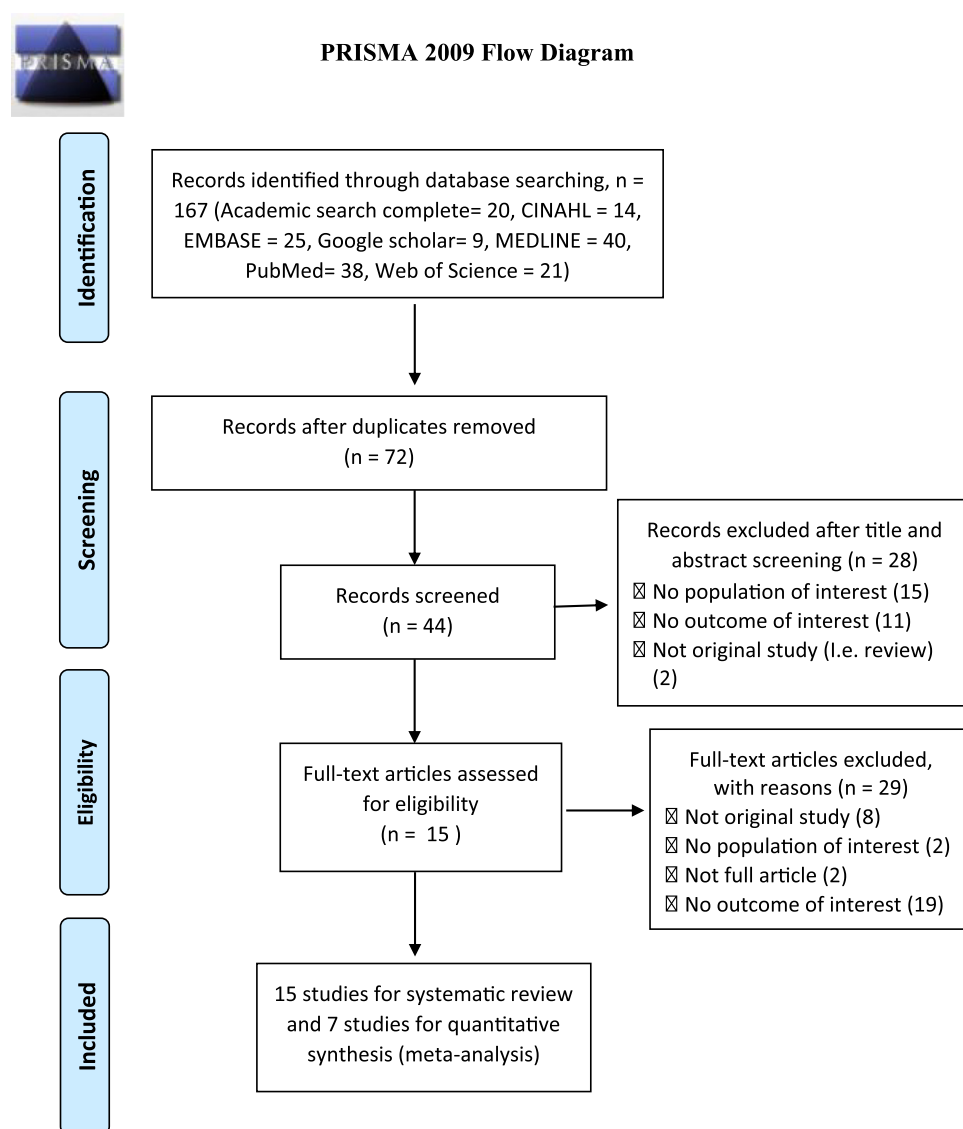 PRISMA
PRISMA 2009 Flow Diagram
Identification
Records identified through database searching, n =
167 (Academic search complete= 20, CINAHL = 14,
EMBASE = 25, Google scholar= 9, MEDLINE = 40,
PubMed= 38, Web of Science = 21)
Screening
Records after duplicates removed
(n = 72)
Records screened
(n = 44)
Records excluded after title and
abstract screening (n = 28)
No population of interest (15)
No outcome of interest (11)
Not original study (I.e. review)
(2)
Eligibility
Full-text articles assessed
for eligibility
(n = 15 )
Full-text articles excluded,
with reasons (n = 29)
Not original study (8)
No population of interest (2)
Not full article (2)
No outcome of interest (19)
Included
15 studies for systematic review
and 7 studies for quantitative
synthesis (meta-analysis)